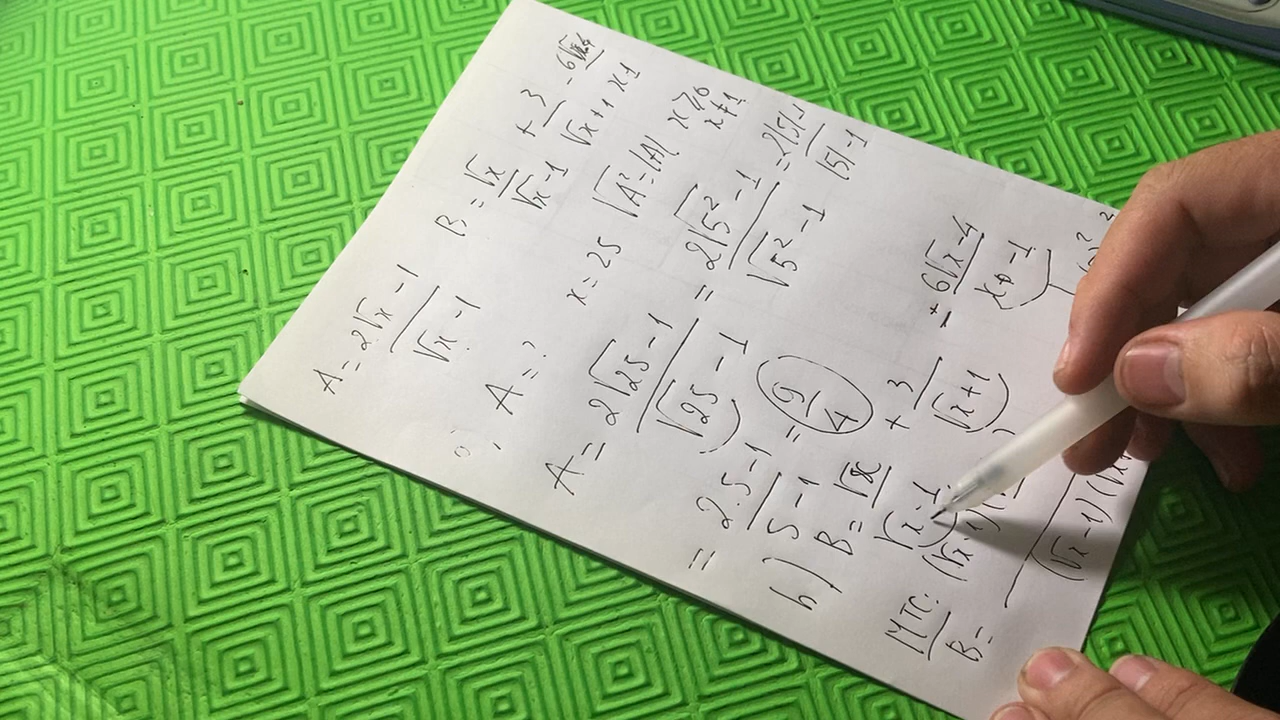 A = 2√x - 1 / √x - 1   B = √x / √x - 1 + 3 / √x + 1 - 6√x-4 / x 1
a) A = ?   x = 25   √A² = |A|   x ≥ 0   x ≠ 1
A = 2√25 - 1 / √25 - 1 = 2√5² - 1 / √5² - 1 = 2|5|-1 / |5|-1
= 2.5-1 / 5-1 = 9/4
b) B = √x / √x - 1 + 3 / √x + 1 - 6√x-4 / x - 1
MTC: (√x-1)
B = / (√x-1)(√x